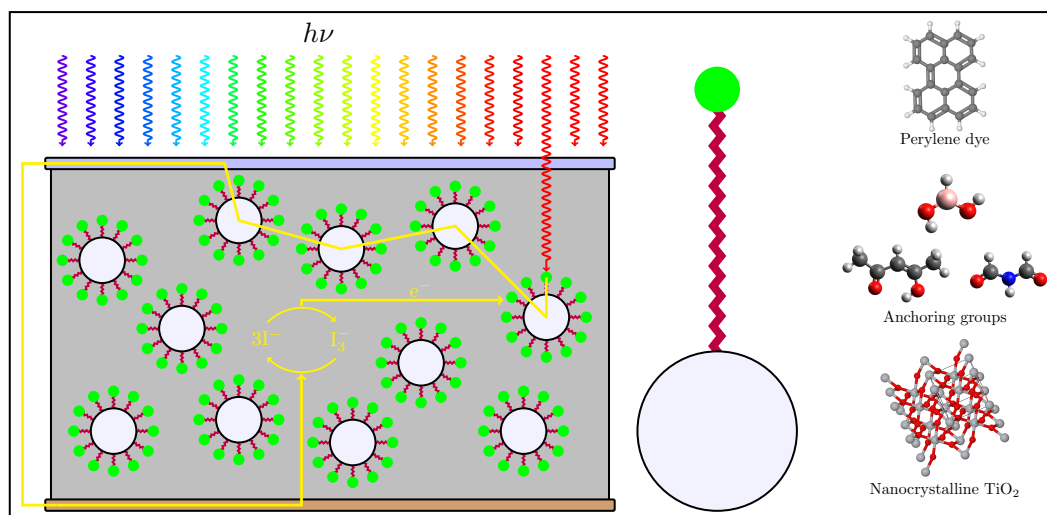 hν
Perylene dye
Anchoring groups
e⁻
3I⁻
I₃⁻
Nanocrystalline TiO₂